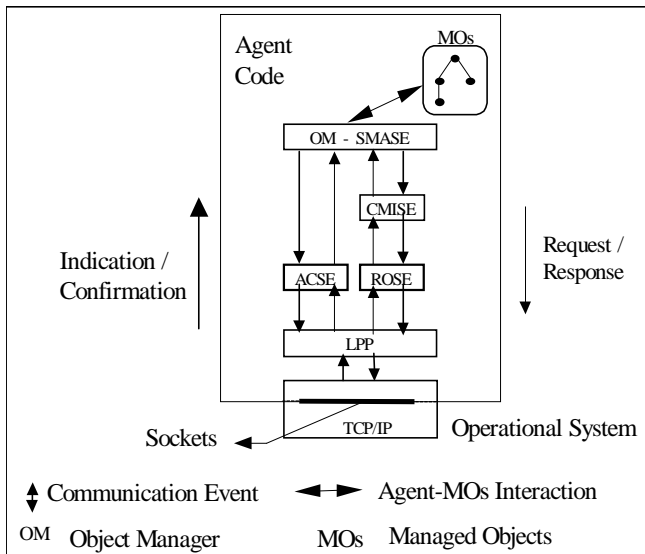 Agent
Code
MOs
OM - SMASE
CMISE
Indication /
Confirmation
Request /
Response
ACSE
ROSE
LPP
TCP/IP
Sockets
Operational System
Communication Event
Agent-MOs Interaction
OM Object Manager
MOs Managed Objects